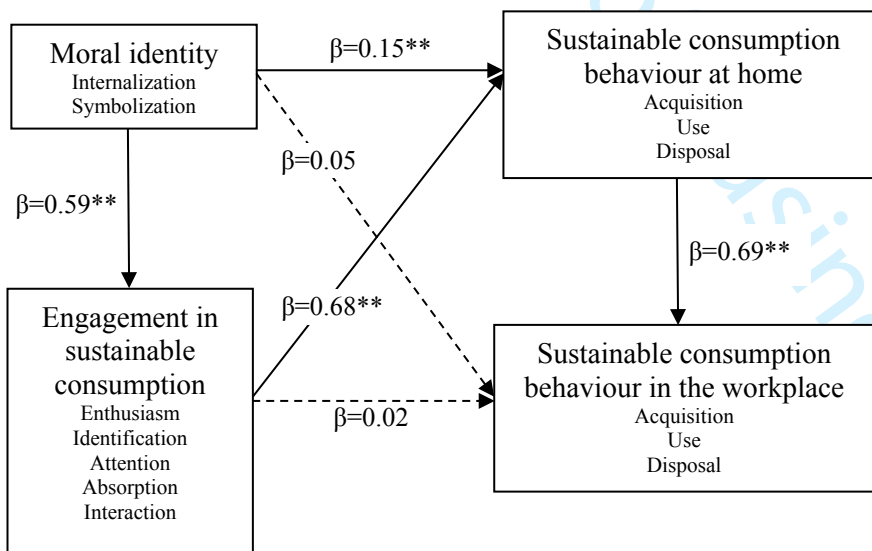 Moral identity
Internalization
Symbolization
β=0.15**
Sustainable consumption
behaviour at home
Acquisition
Use
Disposal
β=0.05
β=0.59**
β=0.69**
β=0.68**
Engagement in
sustainable
consumption
Enthusiasm
Identification
Attention
Absorption
Interaction
β=0.02
Sustainable consumption
behaviour in the workplace
Acquisition
Use
Disposal